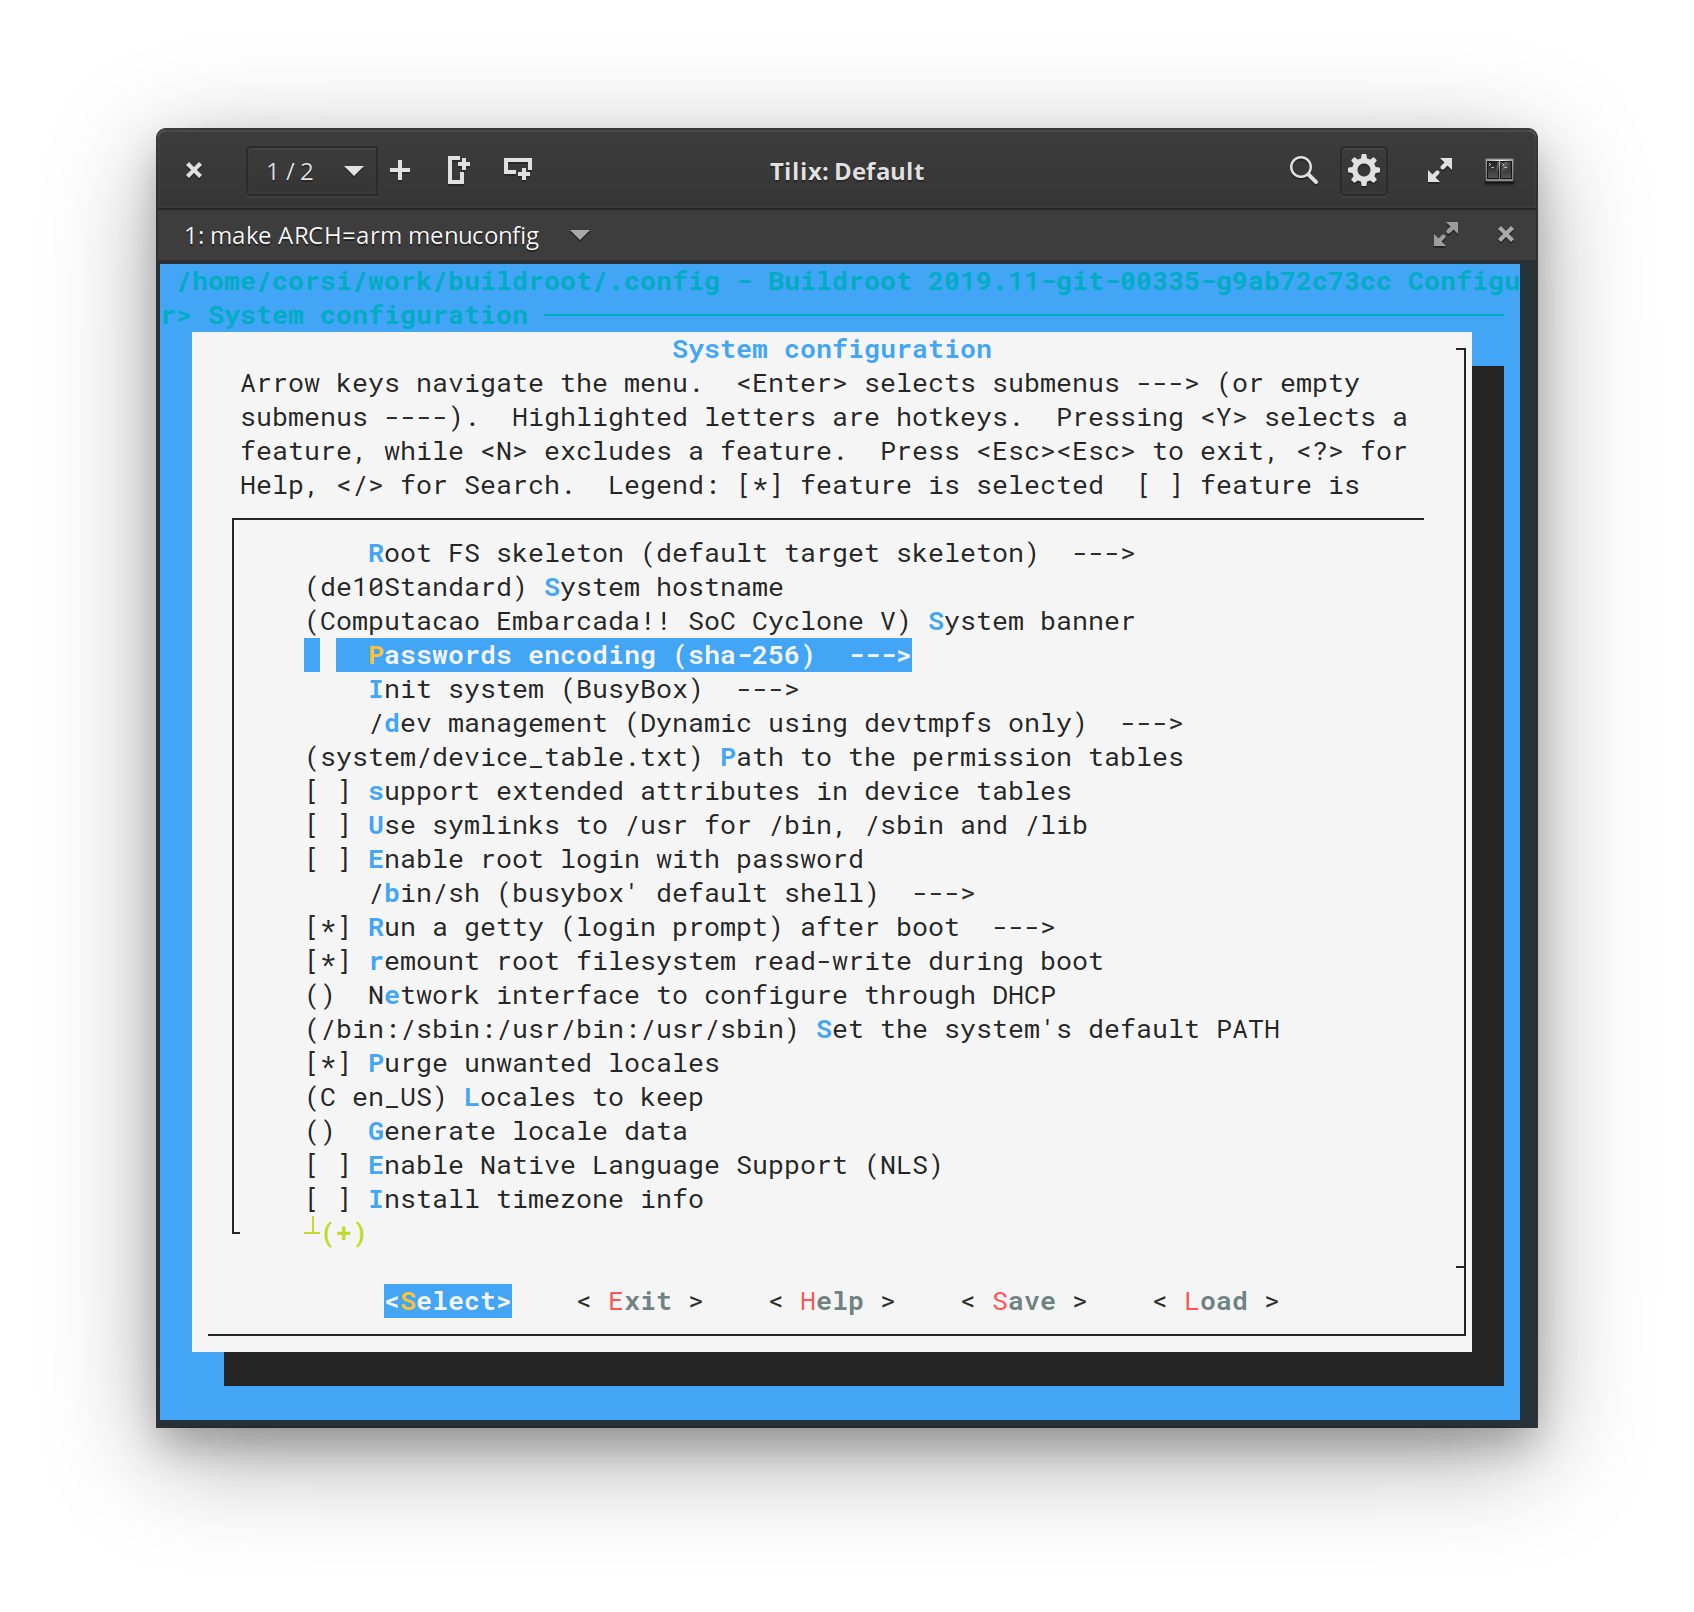 1 / 2
Tilix: Default
1: make ARCH=arm menuconfig
/home/corsi/work/buildroot/.config - Buildroot 2019.11-git-00335-g9ab72c73cc Configu
r> System configuration
System configuration
Arrow keys navigate the menu.  <Enter> selects submenus ---> (or empty
submenus ----).  Highlighted letters are hotkeys.  Pressing <Y> selects a
feature, while <N> excludes a feature.  Press <Esc><Esc> to exit, <?> for
Help, </> for Search.  Legend: [*] feature is selected  [ ] feature is
Root FS skeleton (default target skeleton)  --->
(de10Standard) System hostname
(Computacao Embarcada!! SoC Cyclone V) System banner
Passwords encoding (sha-256)  --->
Init system (BusyBox)  --->
/dev management (Dynamic using devtmpfs only)  --->
(system/device_table.txt) Path to the permission tables
[ ] support extended attributes in device tables
[ ] Use symlinks to /usr for /bin, /sbin and /lib
[ ] Enable root login with password
/bin/sh (busybox' default shell)  --->
[*] Run a getty (login prompt) after boot  --->
[*] remount root filesystem read-write during boot
()  Network interface to configure through DHCP
(/bin:/sbin:/usr/bin:/usr/sbin) Set the system's default PATH
[*] Purge unwanted locales
(C en_US) Locales to keep
()  Generate locale data
[ ] Enable Native Language Support (NLS)
[ ] Install timezone info
┴(+)
<Select>    < Exit >    < Help >    < Save >    < Load >